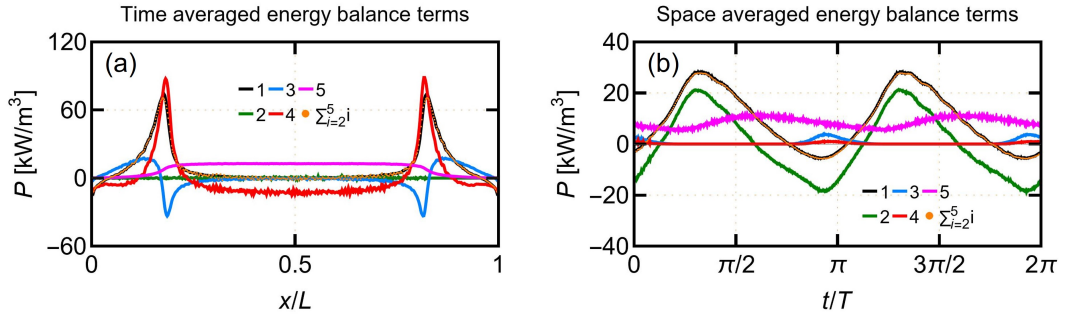 Time averaged energy balance terms
120
60
0
−60
P [kW/m³]
(a)
1 3 5
2 4 Σ⁵ᵢ₌₂i
0 0.5 1
x/L
Space averaged energy balance terms
40
20
0
−20
−40
P [kW/m³]
(b)
1 3 5
2 4 Σ⁵ᵢ₌₂i
0 π/2 π 3π/2 2π
t/T